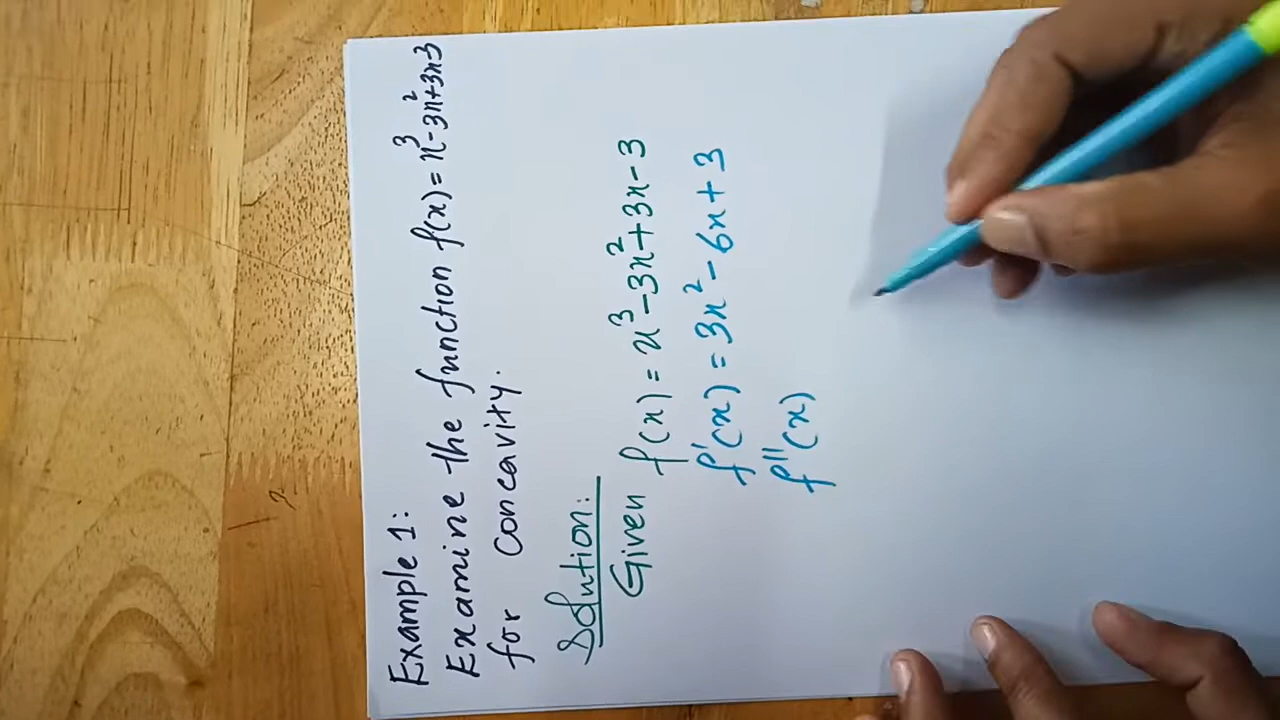 Example 1:
Examine the function f(x) = x³-3x²+3x-3
for concavity.
Solution:
Given f(x) = x³-3x²+3x-3
f'(x) = 3x²-6x+3
f''(x)